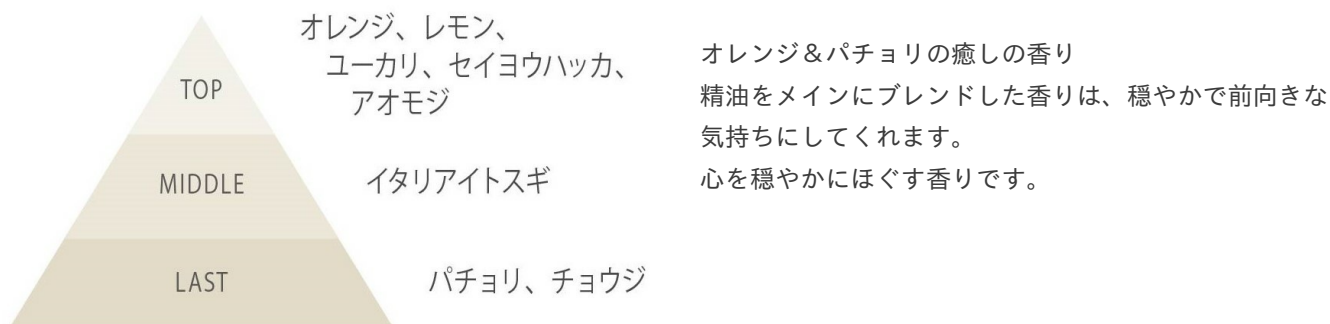 TOP
オレンジ、レモン、
ユーカリ、セイヨウハッカ、
アオモジ
MIDDLE
イタリアイトスギ
LAST
パチョリ、チョウジ
オレンジ＆パチョリの癒しの香り
精油をメインにブレンドした香りは、穏やかで前向きな
気持ちにしてくれます。
心を穏やかにほぐす香りです。